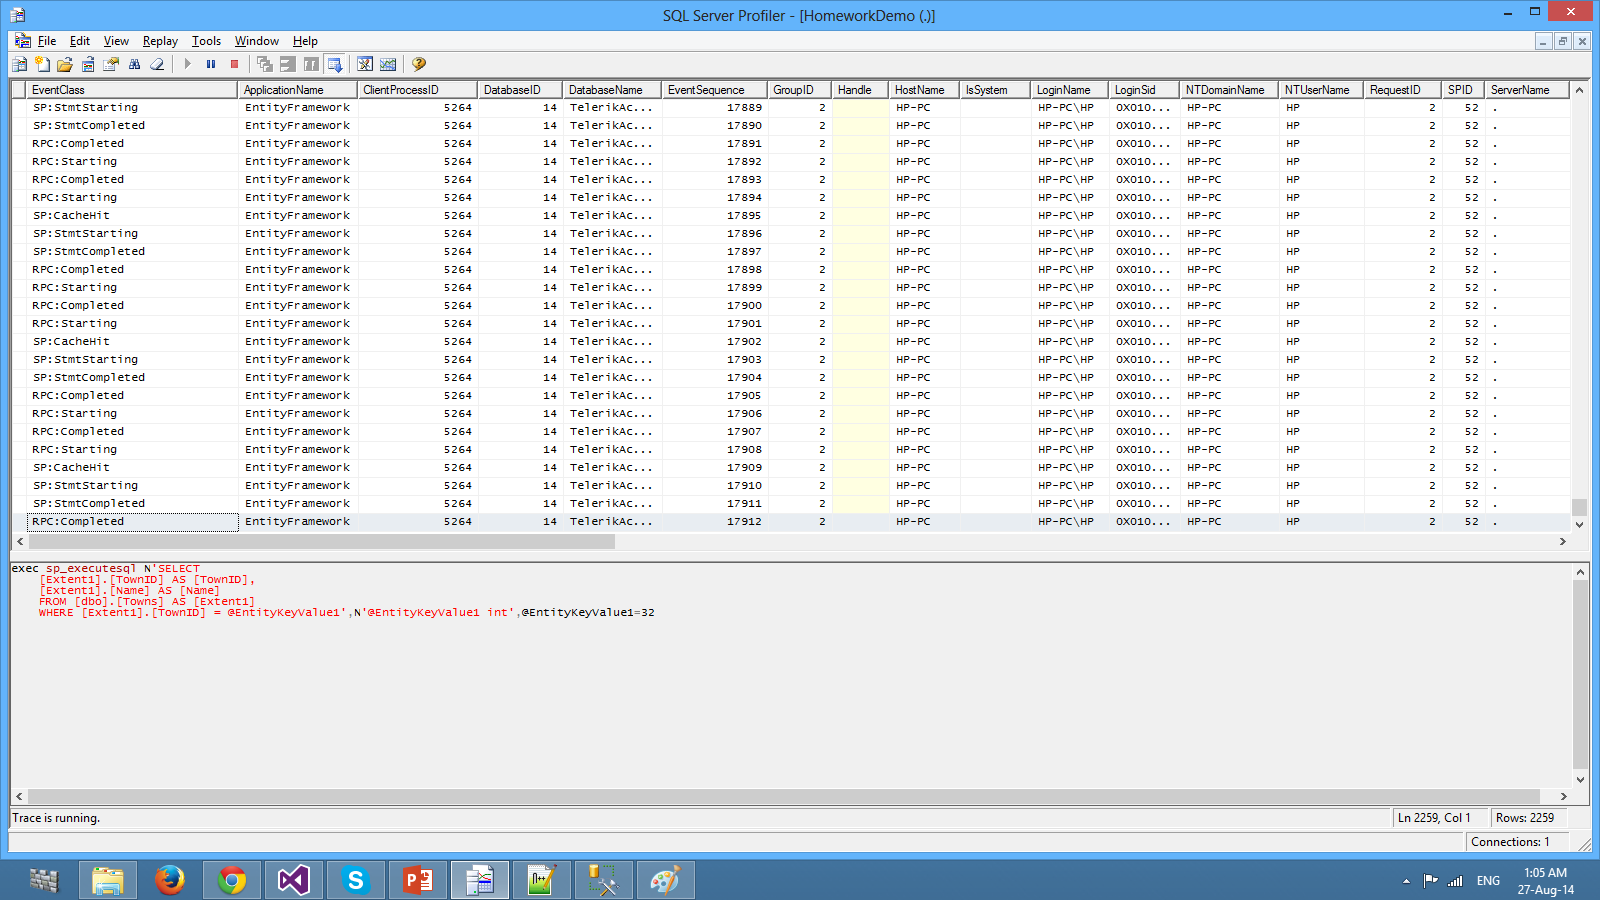 SQL Server Profiler - [HomeworkDemo (.)]
File Edit View Replay Tools Window Help
EventClass ApplicationName ClientProcessID DatabaseID DatabaseName EventSequence GroupID Handle HostName IsSystem LoginName LoginSid NTDomainName NTUserName RequestID SPID ServerName
SP:StmtStarting EntityFramework 5264 14 TelerikAc... 17889 2 HP-PC HP-PC\HP 0X010... HP-PC HP 2 52 .
SP:StmtCompleted EntityFramework 5264 14 TelerikAc... 17890 2 HP-PC HP-PC\HP 0X010... HP-PC HP 2 52 .
RPC:Completed EntityFramework 5264 14 TelerikAc... 17891 2 HP-PC HP-PC\HP 0X010... HP-PC HP 2 52 .
RPC:Starting EntityFramework 5264 14 TelerikAc... 17892 2 HP-PC HP-PC\HP 0X010... HP-PC HP 2 52 .
RPC:Completed EntityFramework 5264 14 TelerikAc... 17893 2 HP-PC HP-PC\HP 0X010... HP-PC HP 2 52 .
RPC:Starting EntityFramework 5264 14 TelerikAc... 17894 2 HP-PC HP-PC\HP 0X010... HP-PC HP 2 52 .
SP:CacheHit EntityFramework 5264 14 TelerikAc... 17895 2 HP-PC HP-PC\HP 0X010... HP-PC HP 2 52 .
SP:StmtStarting EntityFramework 5264 14 TelerikAc... 17896 2 HP-PC HP-PC\HP 0X010... HP-PC HP 2 52 .
SP:StmtCompleted EntityFramework 5264 14 TelerikAc... 17897 2 HP-PC HP-PC\HP 0X010... HP-PC HP 2 52 .
RPC:Completed EntityFramework 5264 14 TelerikAc... 17898 2 HP-PC HP-PC\HP 0X010... HP-PC HP 2 52 .
RPC:Starting EntityFramework 5264 14 TelerikAc... 17899 2 HP-PC HP-PC\HP 0X010... HP-PC HP 2 52 .
RPC:Completed EntityFramework 5264 14 TelerikAc... 17900 2 HP-PC HP-PC\HP 0X010... HP-PC HP 2 52 .
RPC:Starting EntityFramework 5264 14 TelerikAc... 17901 2 HP-PC HP-PC\HP 0X010... HP-PC HP 2 52 .
SP:CacheHit EntityFramework 5264 14 TelerikAc... 17902 2 HP-PC HP-PC\HP 0X010... HP-PC HP 2 52 .
SP:StmtStarting EntityFramework 5264 14 TelerikAc... 17903 2 HP-PC HP-PC\HP 0X010... HP-PC HP 2 52 .
SP:StmtCompleted EntityFramework 5264 14 TelerikAc... 17904 2 HP-PC HP-PC\HP 0X010... HP-PC HP 2 52 .
RPC:Completed EntityFramework 5264 14 TelerikAc... 17905 2 HP-PC HP-PC\HP 0X010... HP-PC HP 2 52 .
RPC:Starting EntityFramework 5264 14 TelerikAc... 17906 2 HP-PC HP-PC\HP 0X010... HP-PC HP 2 52 .
RPC:Completed EntityFramework 5264 14 TelerikAc... 17907 2 HP-PC HP-PC\HP 0X010... HP-PC HP 2 52 .
RPC:Starting EntityFramework 5264 14 TelerikAc... 17908 2 HP-PC HP-PC\HP 0X010... HP-PC HP 2 52 .
SP:CacheHit EntityFramework 5264 14 TelerikAc... 17909 2 HP-PC HP-PC\HP 0X010... HP-PC HP 2 52 .
SP:StmtStarting EntityFramework 5264 14 TelerikAc... 17910 2 HP-PC HP-PC\HP 0X010... HP-PC HP 2 52 .
SP:StmtCompleted EntityFramework 5264 14 TelerikAc... 17911 2 HP-PC HP-PC\HP 0X010... HP-PC HP 2 52 .
RPC:Completed EntityFramework 5264 14 TelerikAc... 17912 2 HP-PC HP-PC\HP 0X010... HP-PC HP 2 52 .
exec sp_executesql N'SELECT
[Extent1].[TownID] AS [TownID],
[Extent1].[Name] AS [Name]
FROM [dbo].[Towns] AS [Extent1]
WHERE [Extent1].[TownID] = @EntityKeyValue1',N'@EntityKeyValue1 int',@EntityKeyValue1=32
Trace is running. Ln 2259, Col 1 Rows: 2259
Connections: 1
ENG 1:05 AM
27-Aug-14